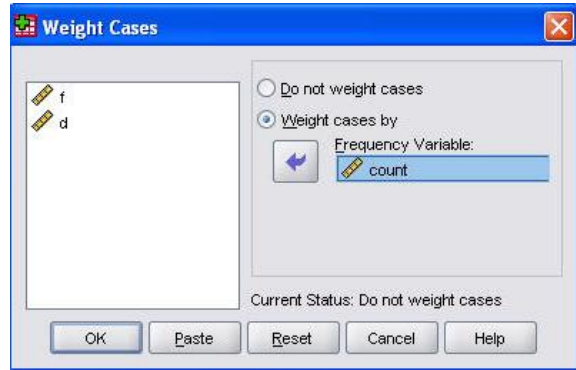 Weight Cases
f
d
Do not weight cases
Weight cases by
Frequency Variable:
count
Current Status: Do not weight cases
OK
Paste
Reset
Cancel
Help